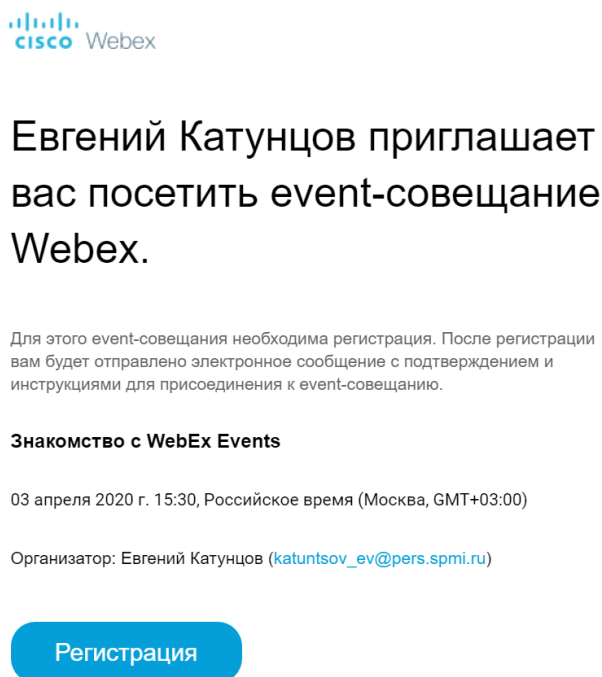 cisco Webex
Евгений Катунцов приглашает
вас посетить event-совещание
Webex.
Для этого event-совещания необходима регистрация. После регистрации
вам будет отправлено электронное сообщение с подтверждением и
инструкциями для присоединения к event-совещанию.
Знакомство с WebEx Events
03 апреля 2020 г. 15:30, Российское время (Москва, GMT+03:00)
Организатор: Евгений Катунцов (katuntsov_ev@pers.spmi.ru)
Регистрация